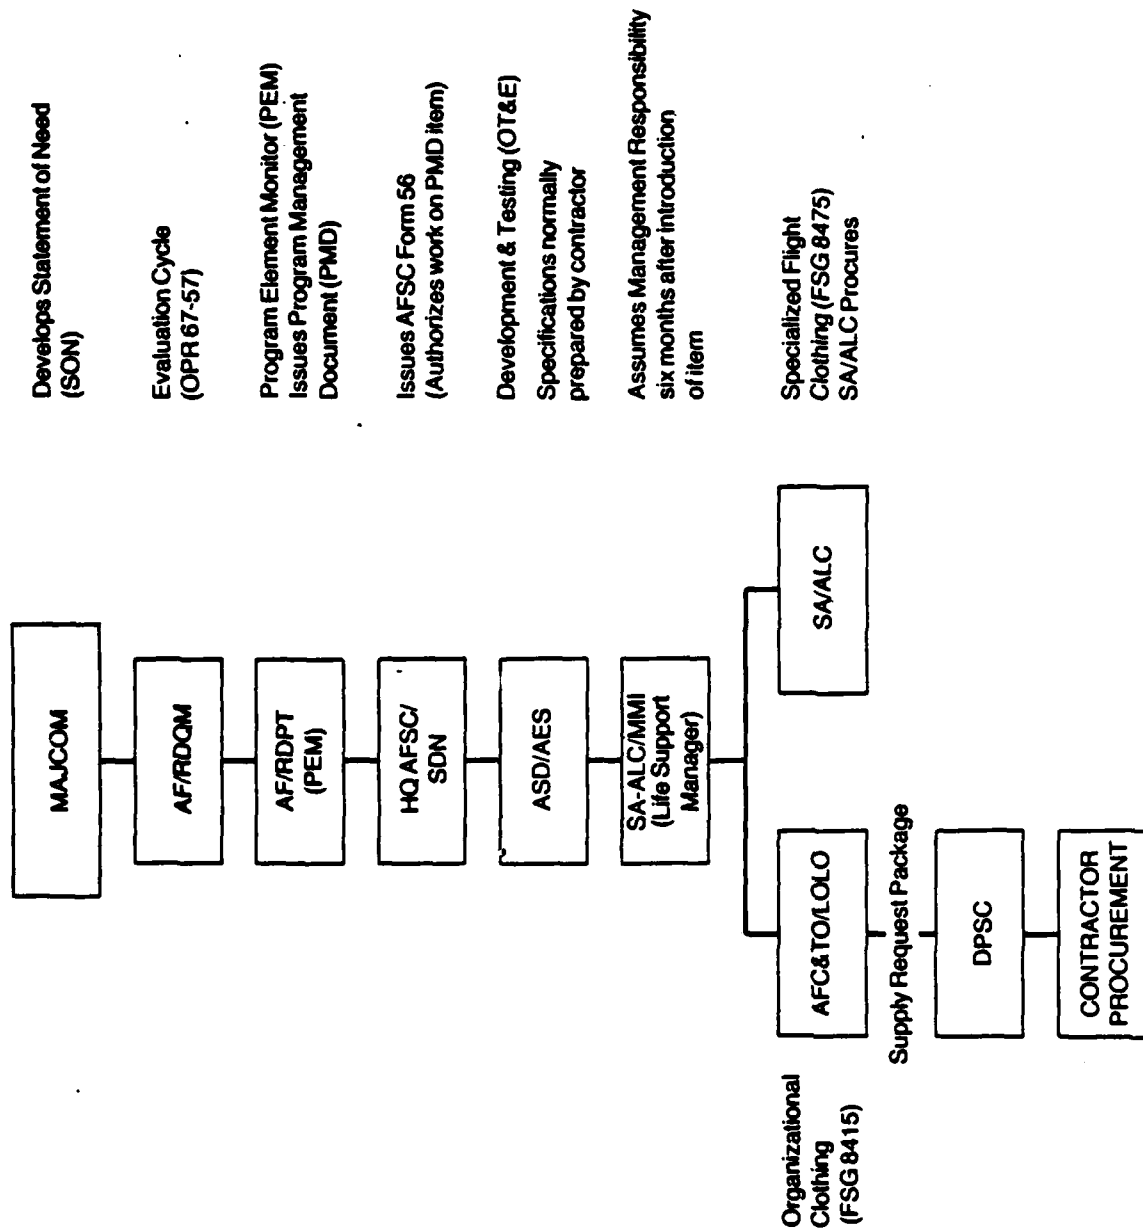 MAJCOM
Develops Statement of Need
(SON)
AF/RDQM
Evaluation Cycle
(OPR 67-57)
AF/RDPT
(PEM)
Program Element Monitor (PEM)
Issues Program Management
Document (PMD)
HQ AFSC/
SDN
Issues AFSC Form 56
(Authorizes work on PMD item)
ASD/AES
Development & Testing (OT&E)
Specifications normally
prepared by contractor
SA-ALC/MMI
(Life Support
Manager)
Assumes Management Responsibility
six months after introduction
of item
Organizational
Clothing
(FSG 8415)
AFC&TO/LOLO
SA/ALC
Specialized Flight
Clothing (FSG 8475)
SA/ALC Procures
Supply Request Package
DPSC
CONTRACTOR
PROCUREMENT